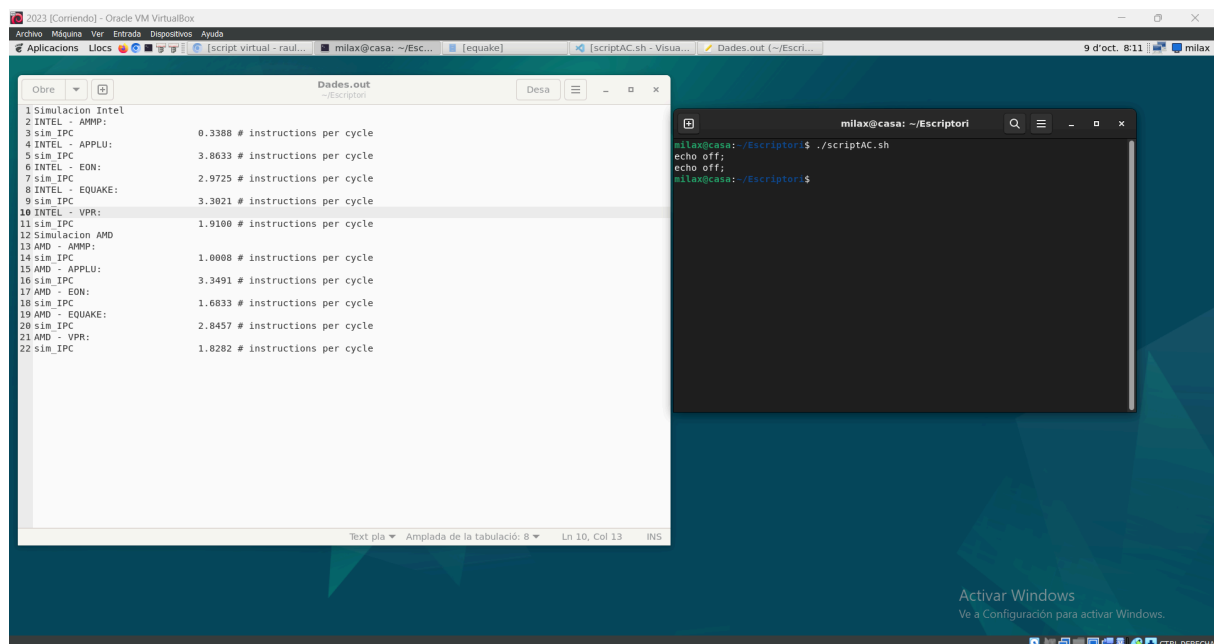 2023 [Corriendo] - Oracle VM VirtualBox
Archivo Máquina Ver Entrada Dispositivos Ayuda
Aplicacions Llocs [script virtual - raul... milax@casa: ~/Esc... [equake] [scriptAC.sh - Visua... Dades.out (~/Escri... 9 d'oct. 8:11 milax
Obre Dades.out Desa
~/Escriptori
1 Simulacion Intel
2 INTEL - AMMP:
3 sim_IPC 0.3388 # instructions per cycle
4 INTEL - APPLU:
5 sim_IPC 3.8633 # instructions per cycle
6 INTEL - EON:
7 sim_IPC 2.9725 # instructions per cycle
8 INTEL - EQUAKE:
9 sim_IPC 3.3021 # instructions per cycle
10 INTEL - VPR:
11 sim_IPC 1.9100 # instructions per cycle
12 Simulacion AMD
13 AMD - AMMP:
14 sim_IPC 1.0008 # instructions per cycle
15 AMD - APPLU:
16 sim_IPC 3.3491 # instructions per cycle
17 AMD - EON:
18 sim_IPC 1.6833 # instructions per cycle
19 AMD - EQUAKE:
20 sim_IPC 2.8457 # instructions per cycle
21 AMD - VPR:
22 sim_IPC 1.8282 # instructions per cycle
Text pla Amplada de la tabulació: 8 Ln 10, Col 13 INS
milax@casa: ~/Escriptori
milax@casa:~/Escriptori$ ./scriptAC.sh
echo off;
echo off;
milax@casa:~/Escriptori$
Activar Windows
Ve a Configuración para activar Windows.
CTRL DERECHA